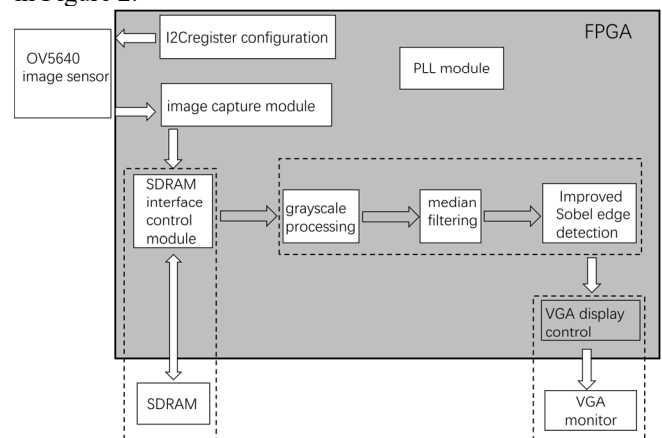 FPGA
I2Cregister configuration
OV5640
image sensor
PLL module
image capture module
SDRAM
interface
control
module
grayscale
processing
median
filtering
Improved
Sobel edge
detection
VGA display
control
SDRAM
VGA
monitor